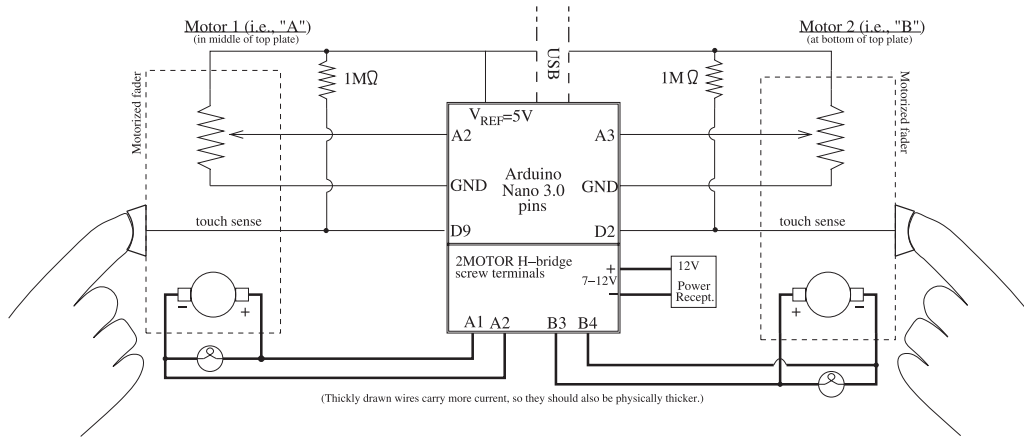 Motor 1 (i.e., "A")
(in middle of top plate)
Motor 2 (i.e., "B")
(at bottom of top plate)
USB
1MΩ
1MΩ
Motorized fader
Motorized fader
VREF=5V
A2
A3
Arduino
Nano 3.0
pins
GND
GND
touch sense
D9
D2
touch sense
2MOTOR H-bridge
screw terminals
+
7-12V
-
12V
Power
Recept.
-
+
+
-
A1 A2
B3 B4
(Thickly drawn wires carry more current, so they should also be physically thicker.)